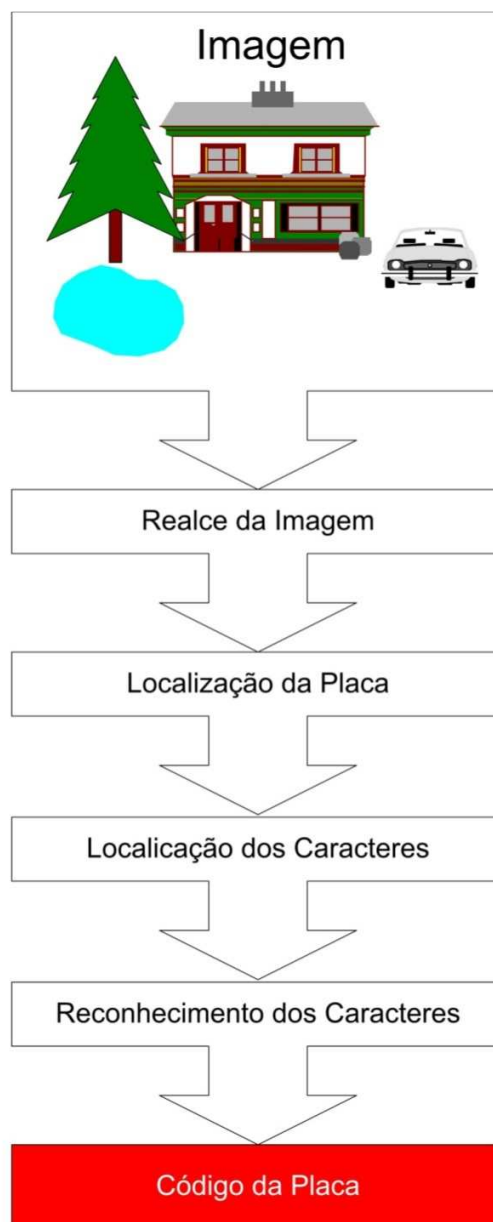 Imagem
Realce da Imagem
Localização da Placa
Localicação dos Caracteres
Reconhecimento dos Caracteres
Código da Placa